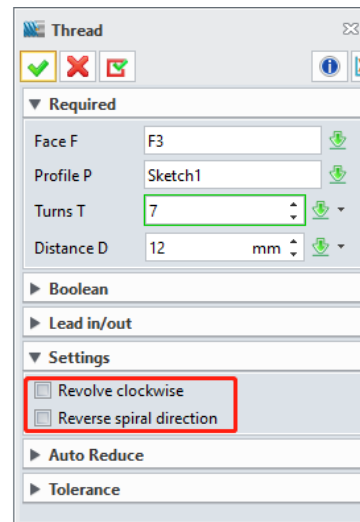 Thread
Required
Face F F3
Profile P Sketch1
Turns T 7
Distance D 12 mm
Boolean
Lead in/out
Settings
Revolve clockwise
Reverse spiral direction
Auto Reduce
Tolerance